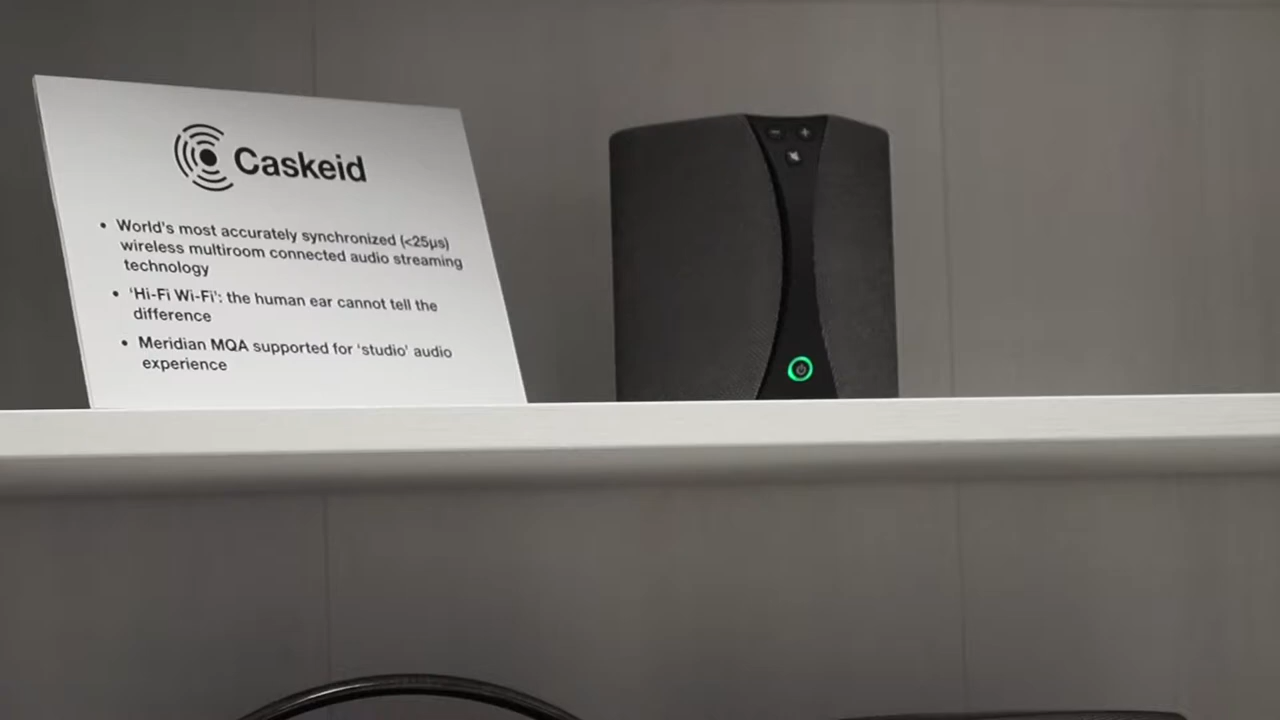 Caskeid
• World's most accurately synchronized (<25µs)
wireless multiroom connected audio streaming
technology
• ‘Hi-Fi Wi-Fi’: the human ear cannot tell the
difference
• Meridian MQA supported for ‘studio’ audio
experience